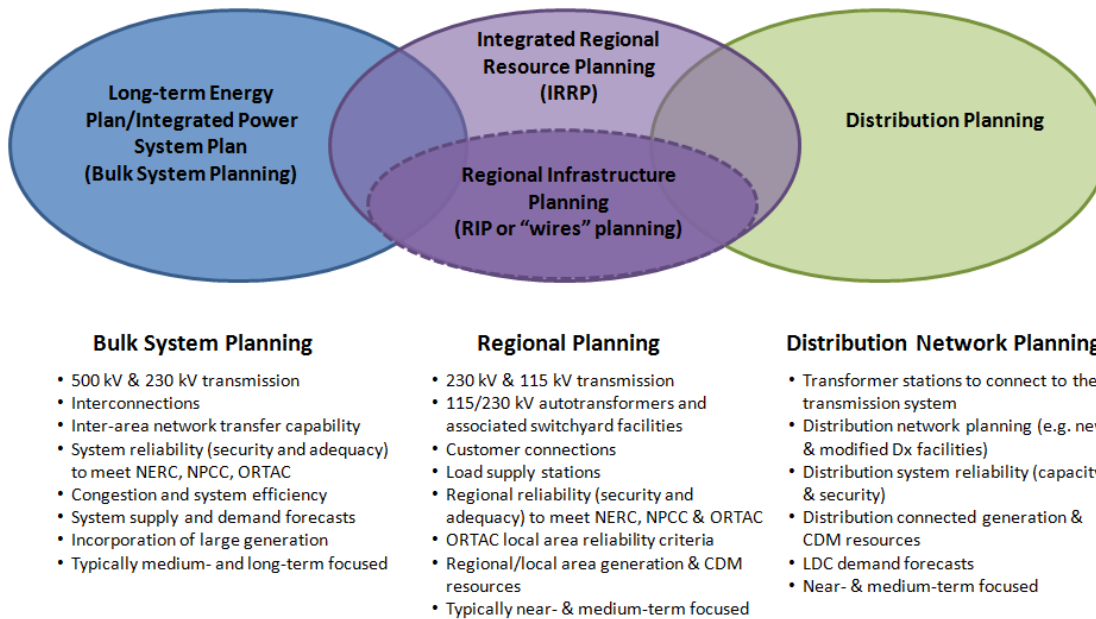 Long-term Energy
Plan/Integrated Power
System Plan
(Bulk System Planning)
Integrated Regional
Resource Planning
(IRRP)
Regional Infrastructure
Planning
(RIP or “wires” planning)
Distribution Planning
Bulk System Planning
• 500 kV & 230 kV transmission
• Interconnections
• Inter-area network transfer capability
• System reliability (security and adequacy)
to meet NERC, NPCC, ORTAC
• Congestion and system efficiency
• System supply and demand forecasts
• Incorporation of large generation
• Typically medium- and long-term focused
Regional Planning
• 230 kV & 115 kV transmission
• 115/230 kV autotransformers and
associated switchyard facilities
• Customer connections
• Load supply stations
• Regional reliability (security and
adequacy) to meet NERC, NPCC & ORTAC
• ORTAC local area reliability criteria
• Regional/local area generation & CDM
resources
• Typically near- & medium-term focused
Distribution Network Planning
• Transformer stations to connect to the
transmission system
• Distribution network planning (e.g. new
& modified Dx facilities)
• Distribution system reliability (capacity
& security)
• Distribution connected generation &
CDM resources
• LDC demand forecasts
• Near- & medium-term focused